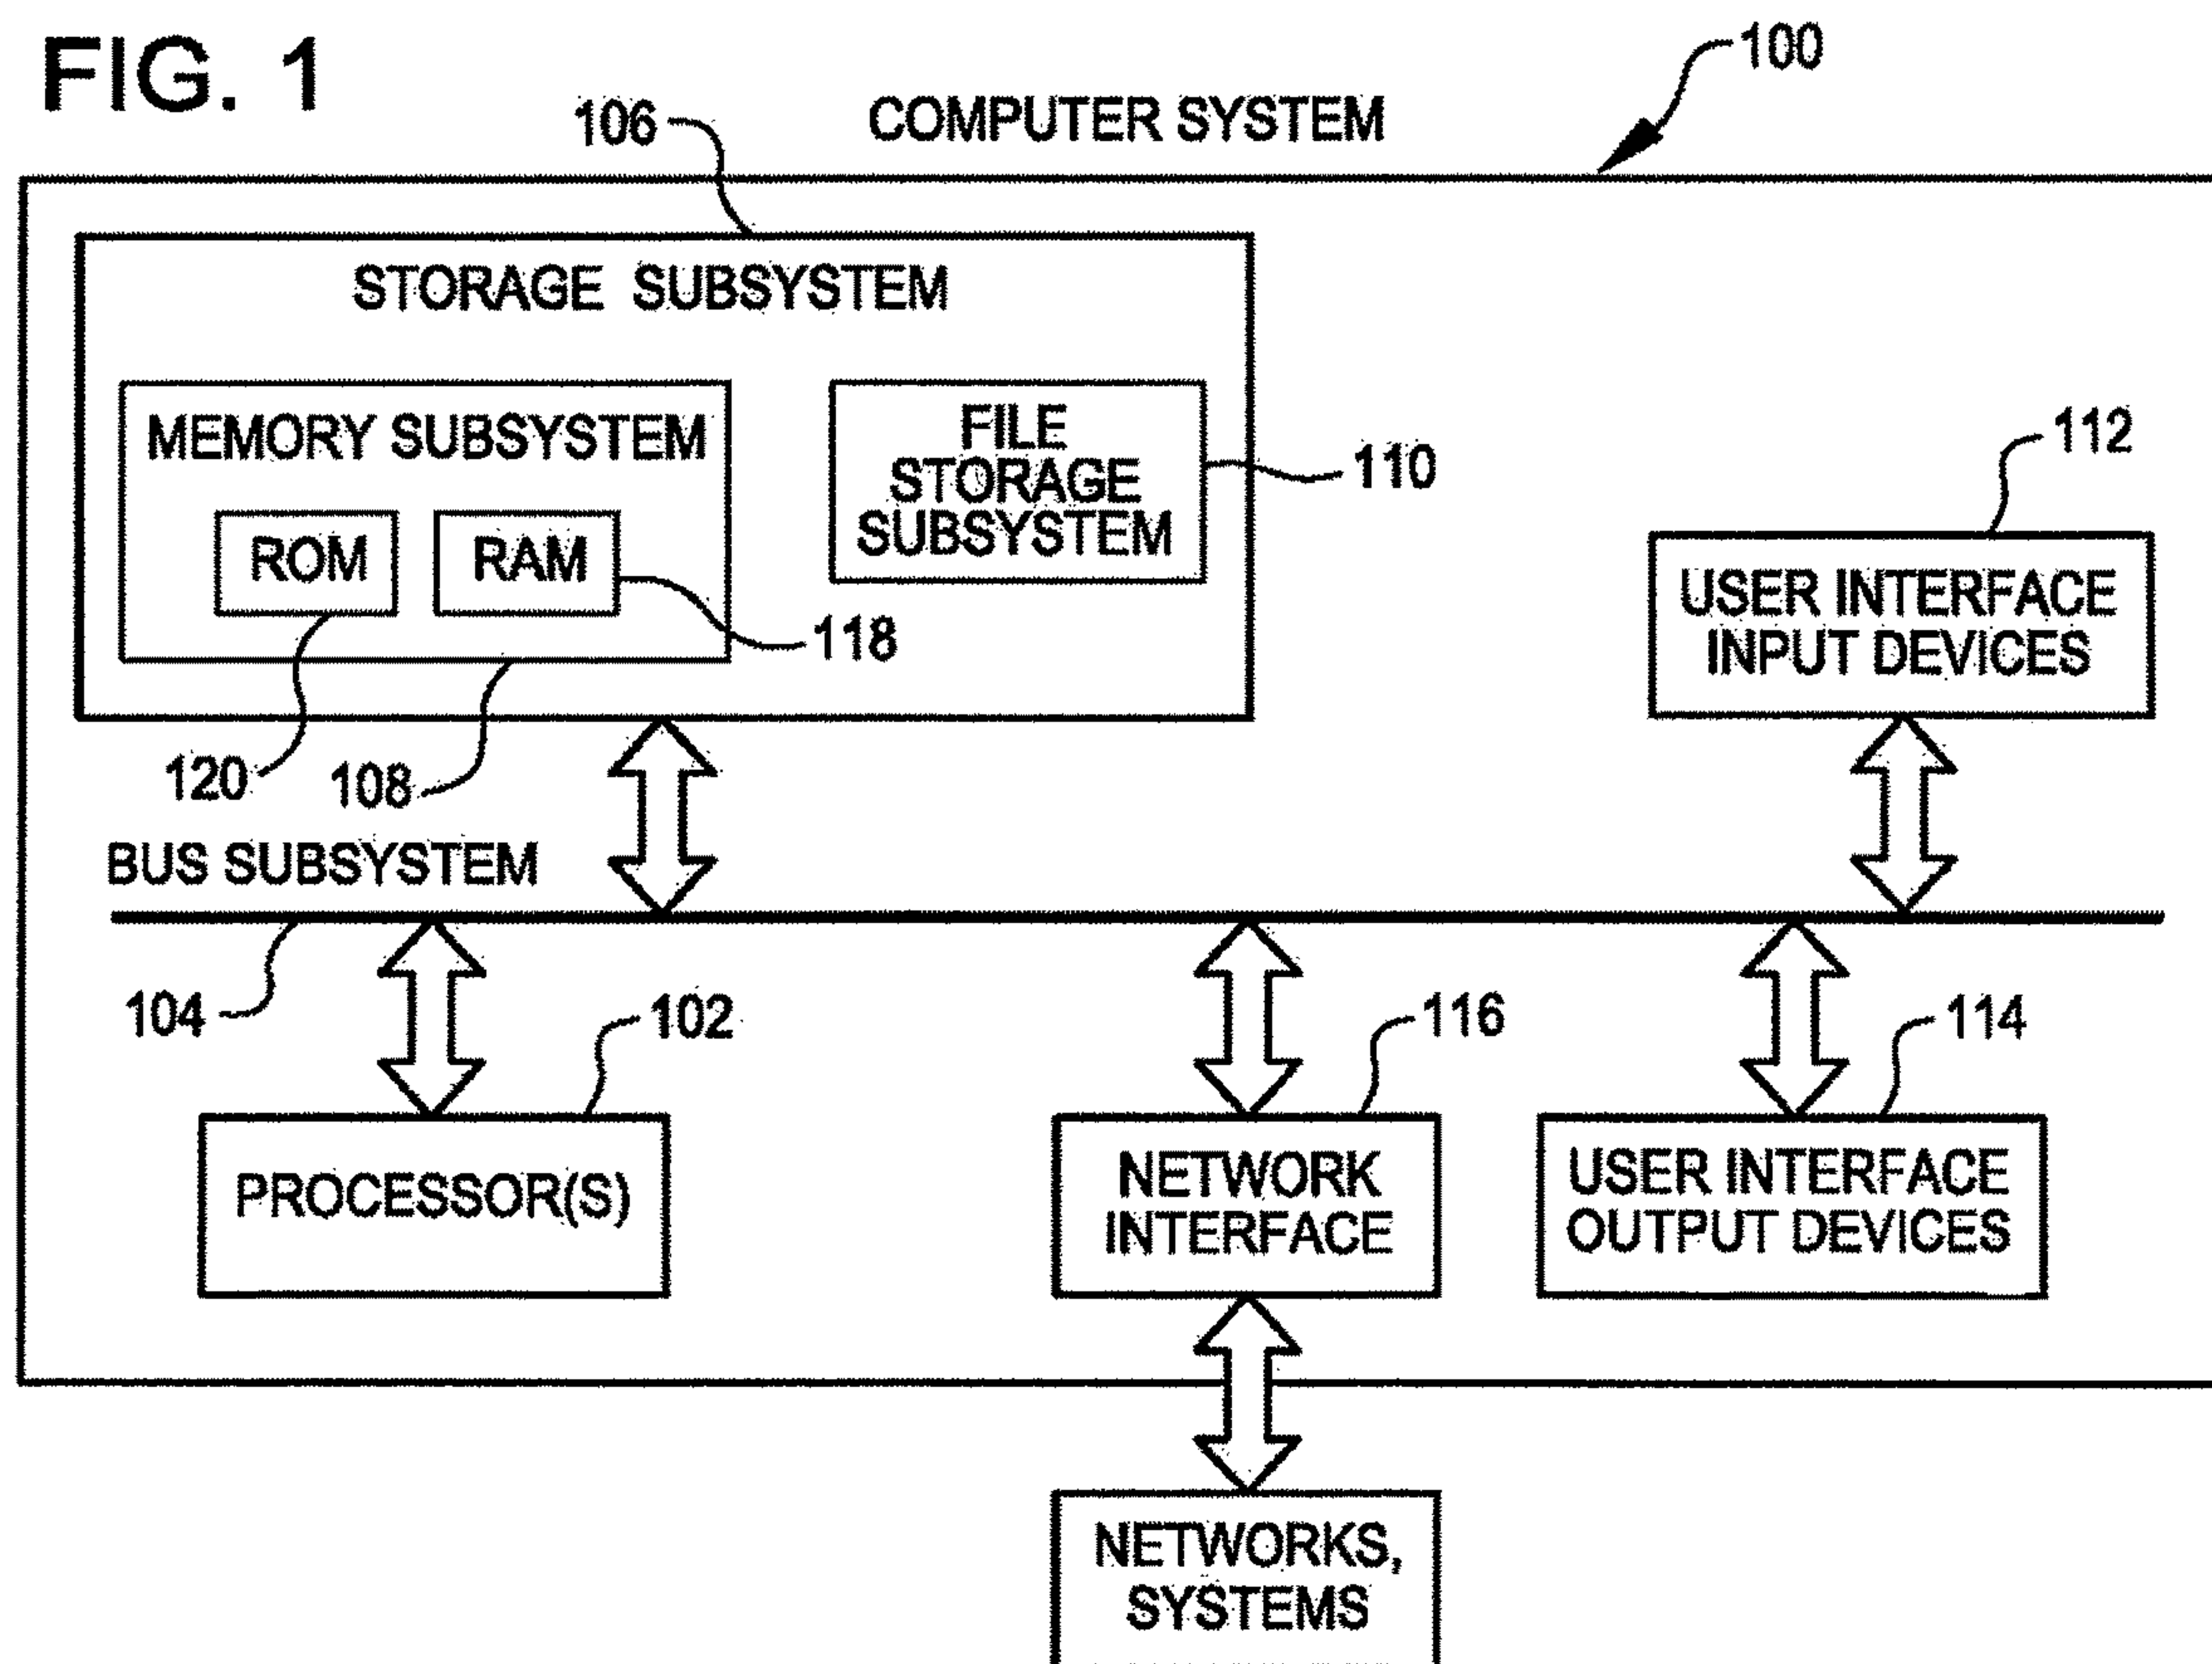 FIG. 1
100
106
COMPUTER SYSTEM
STORAGE SUBSYSTEM
MEMORY SUBSYSTEM
ROM
RAM
118
120
108
FILE
STORAGE
SUBSYSTEM
110
112
USER INTERFACE
INPUT DEVICES
BUS SUBSYSTEM
104
102
PROCESSOR(S)
116
NETWORK
INTERFACE
114
USER INTERFACE
OUTPUT DEVICES
NETWORKS,
SYSTEMS